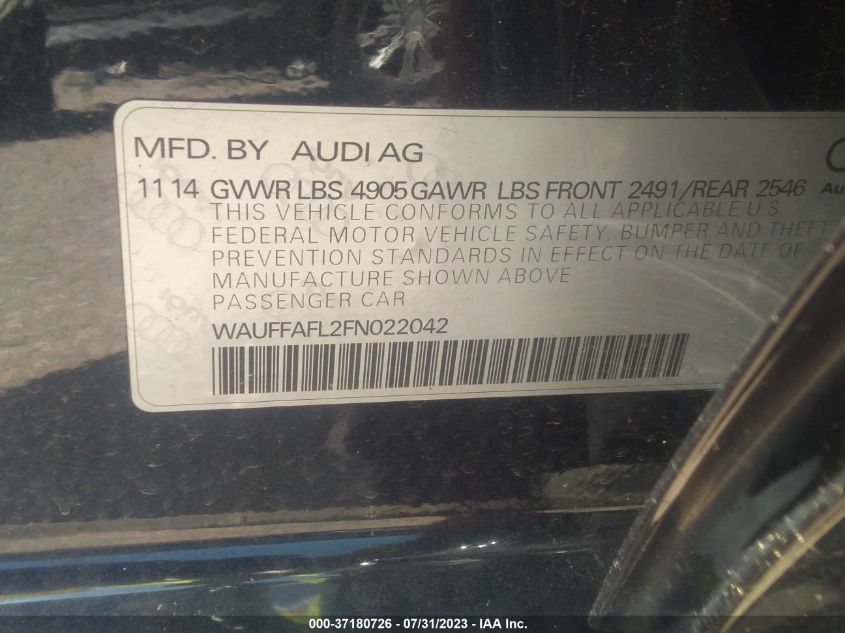 MFD. BY AUDI AG
11 14 GVWR LBS 4905 GAWR LBS FRONT 2491/REAR 2546
THIS VEHICLE CONFORMS TO ALL APPLICABLE U S
FEDERAL MOTOR VEHICLE SAFETY, BUMPER AND THEFT
PREVENTION STANDARDS IN EFFECT ON THE DATE OF
MANUFACTURE SHOWN ABOVE
PASSENGER CAR
WAUFFAFL2FN022042
000-37180726 / 07/31/2023 - IAA Inc.